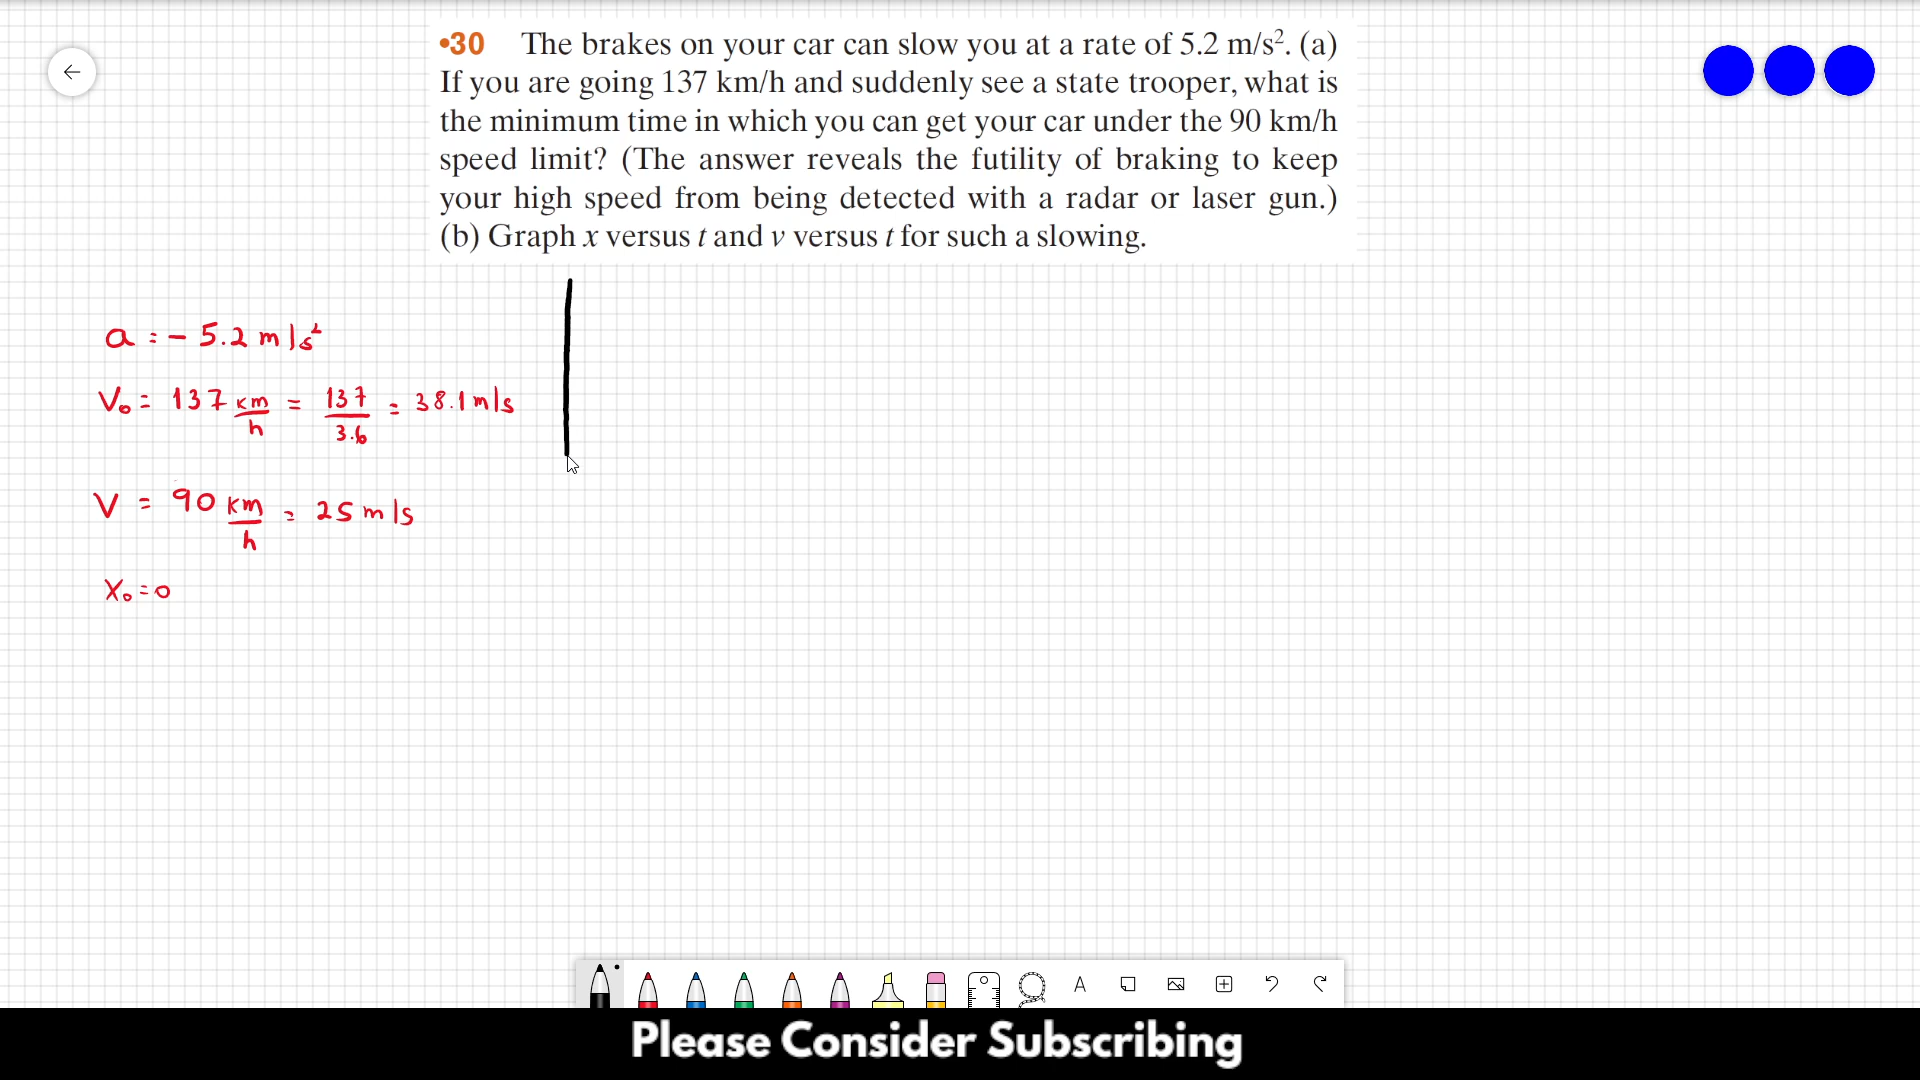 •30 The brakes on your car can slow you at a rate of 5.2 m/s². (a)
If you are going 137 km/h and suddenly see a state trooper, what is
the minimum time in which you can get your car under the 90 km/h
speed limit? (The answer reveals the futility of braking to keep
your high speed from being detected with a radar or laser gun.)
(b) Graph x versus t and v versus t for such a slowing.
a = - 5.2 m/s²
V₀ = 137 km/h = 137/3.6 = 38.1 m/s
V = 90 km/h = 25 m/s
X₀ = 0
A
Please Consider Subscribing